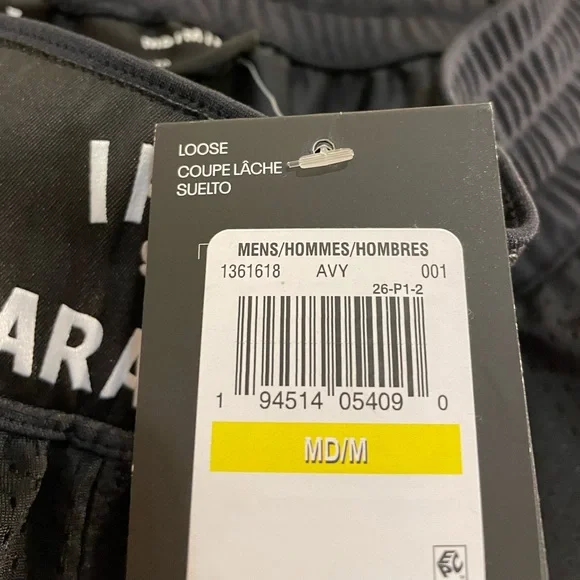 LOOSE
COUPE LÂCHE
SUELTO
MENS/HOMMES/HOMBRES
1361618 AVY 001
26-P1-2
1 94514 05409 0
MD/M